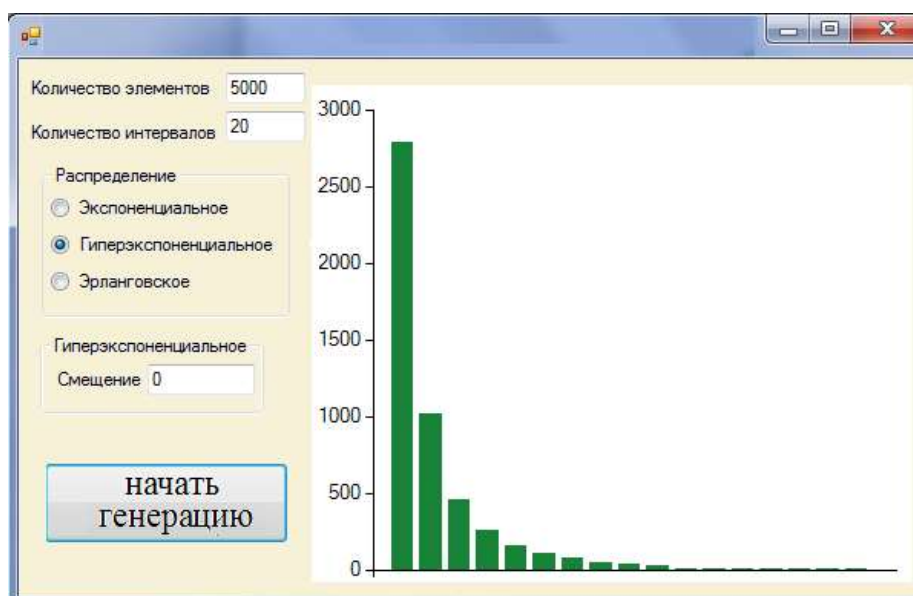 Количество элементов 5000
Количество интервалов 20
Распределение
Экспоненциальное
Гиперэкспоненциальное
Эрланговское
Гиперэкспоненциальное
Смещение 0
начать
генерацию
3000
2500
2000
1500
1000
500
0